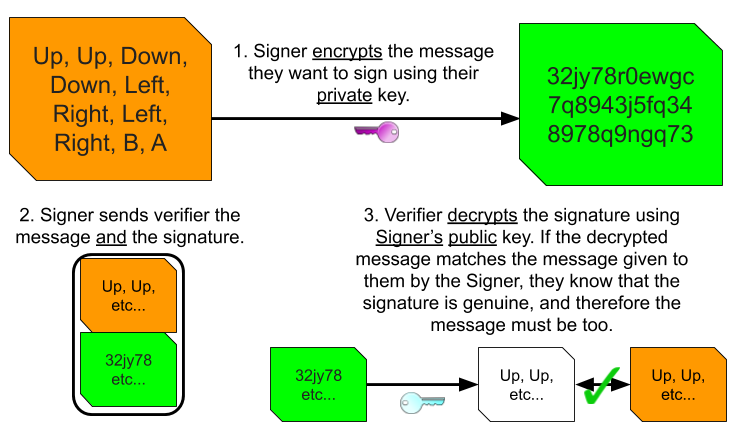 Up, Up, Down,
Down, Left,
Right, Left,
Right, B, A
1. Signer encrypts the message
they want to sign using their
private key.
32jy78r0ewgc
7q8943j5fq34
8978q9ngq73
2. Signer sends verifier the
message and the signature.
Up, Up,
etc...
32jy78
etc...
3. Verifier decrypts the signature using
Signer's public key. If the decrypted
message matches the message given to
them by the Signer, they know that the
signature is genuine, and therefore the
message must be too.
32jy78
etc...
Up, Up,
etc...
Up, Up,
etc...